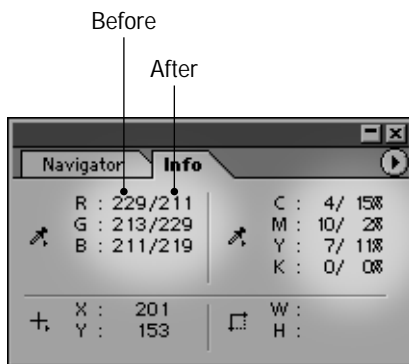 Before
After
Navigator Info
R : 229/211
G : 213/229
B : 211/219
C : 4/ 15%
M : 10/ 2%
Y : 7/ 11%
K : 0/ 0%
X : 201
Y : 153
W :
H :